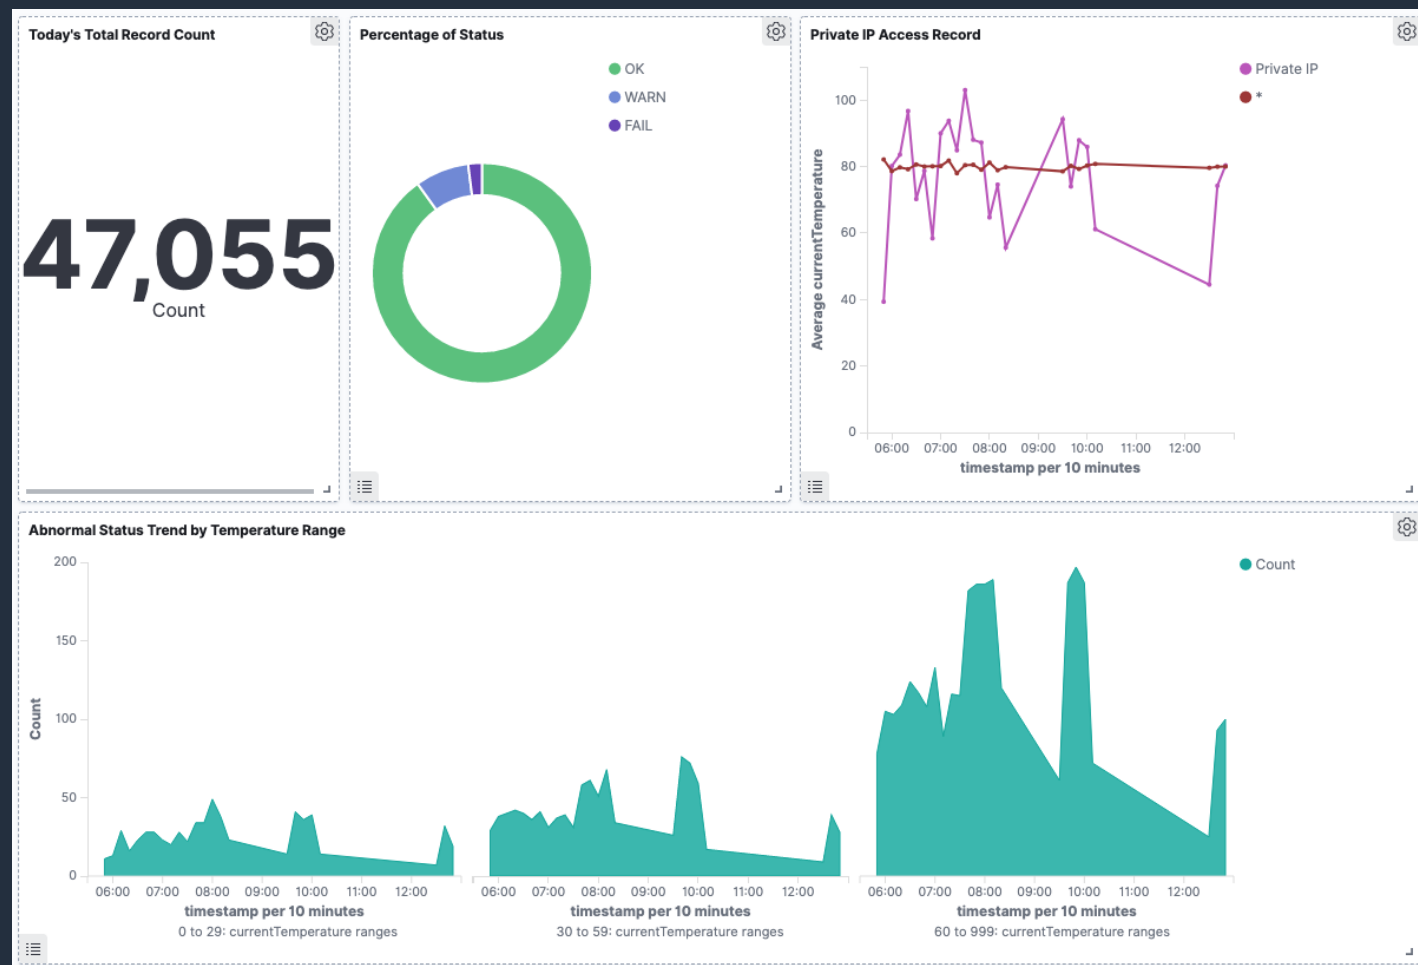 Today's Total Record Count
47,055
Count
Percentage of Status
OK
WARN
FAIL
Private IP Access Record
Private IP
*
Average currentTemperature
100
80
60
40
20
0
06:00 07:00 08:00 09:00 10:00 11:00 12:00
timestamp per 10 minutes
Abnormal Status Trend by Temperature Range
Count
Count
200
150
100
50
0
06:00 07:00 08:00 09:00 10:00 11:00 12:00
timestamp per 10 minutes
0 to 29: currentTemperature ranges
06:00 07:00 08:00 09:00 10:00 11:00 12:00
timestamp per 10 minutes
30 to 59: currentTemperature ranges
06:00 07:00 08:00 09:00 10:00 11:00 12:00
timestamp per 10 minutes
60 to 999: currentTemperature ranges